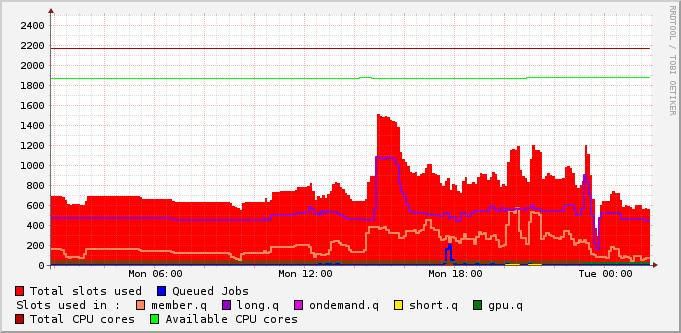 RRDTOOL / TOBI OETIKER
2400
2200
2000
1800
1600
1400
1200
1000
800
600
400
200
0
Mon 06:00 Mon 12:00 Mon 18:00 Tue 00:00
Total slots used Queued Jobs
Slots used in : member.q long.q ondemand.q short.q gpu.q
Total CPU cores Available CPU cores